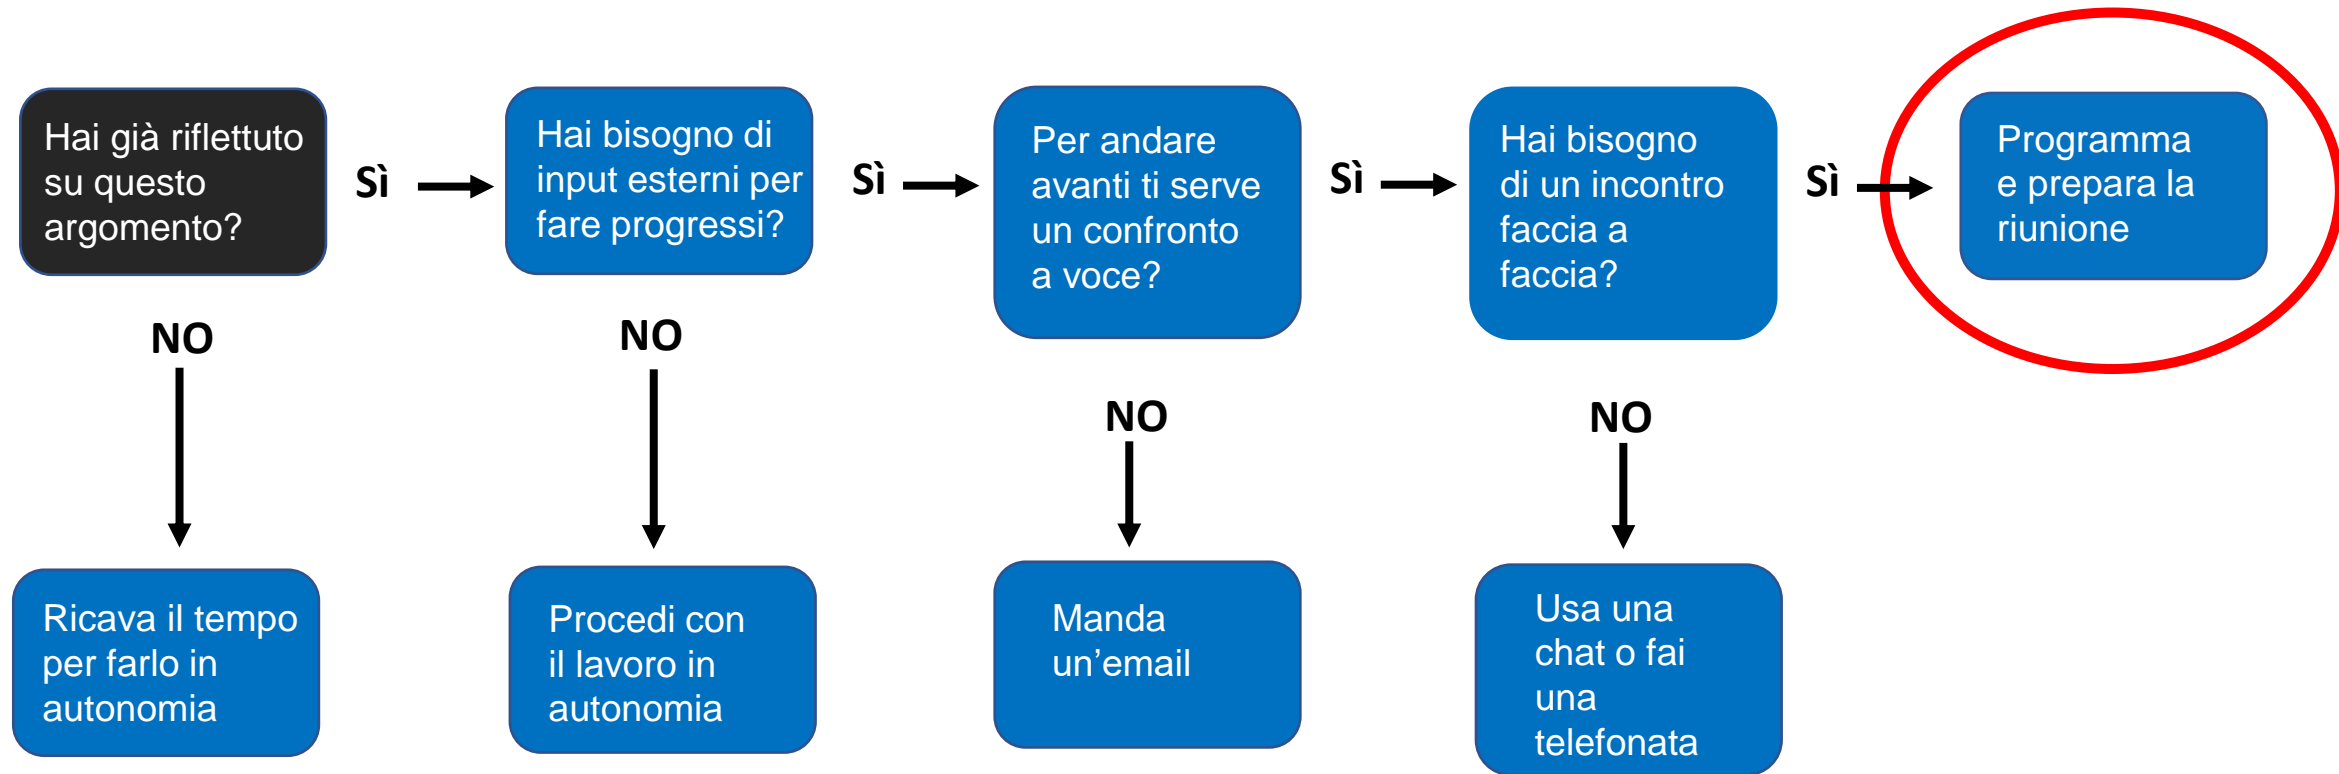 Hai già riflettuto
su questo
argomento?
Sì
Hai bisogno di
input esterni per
fare progressi?
Sì
Per andare
avanti ti serve
un confronto
a voce?
Sì
Hai bisogno
di un incontro
faccia a
faccia?
Sì
Programma
e prepara la
riunione
NO
NO
NO
NO
Ricava il tempo
per farlo in
autonomia
Procedi con
il lavoro in
autonomia
Manda
un’email
Usa una
chat o fai
una
telefonata